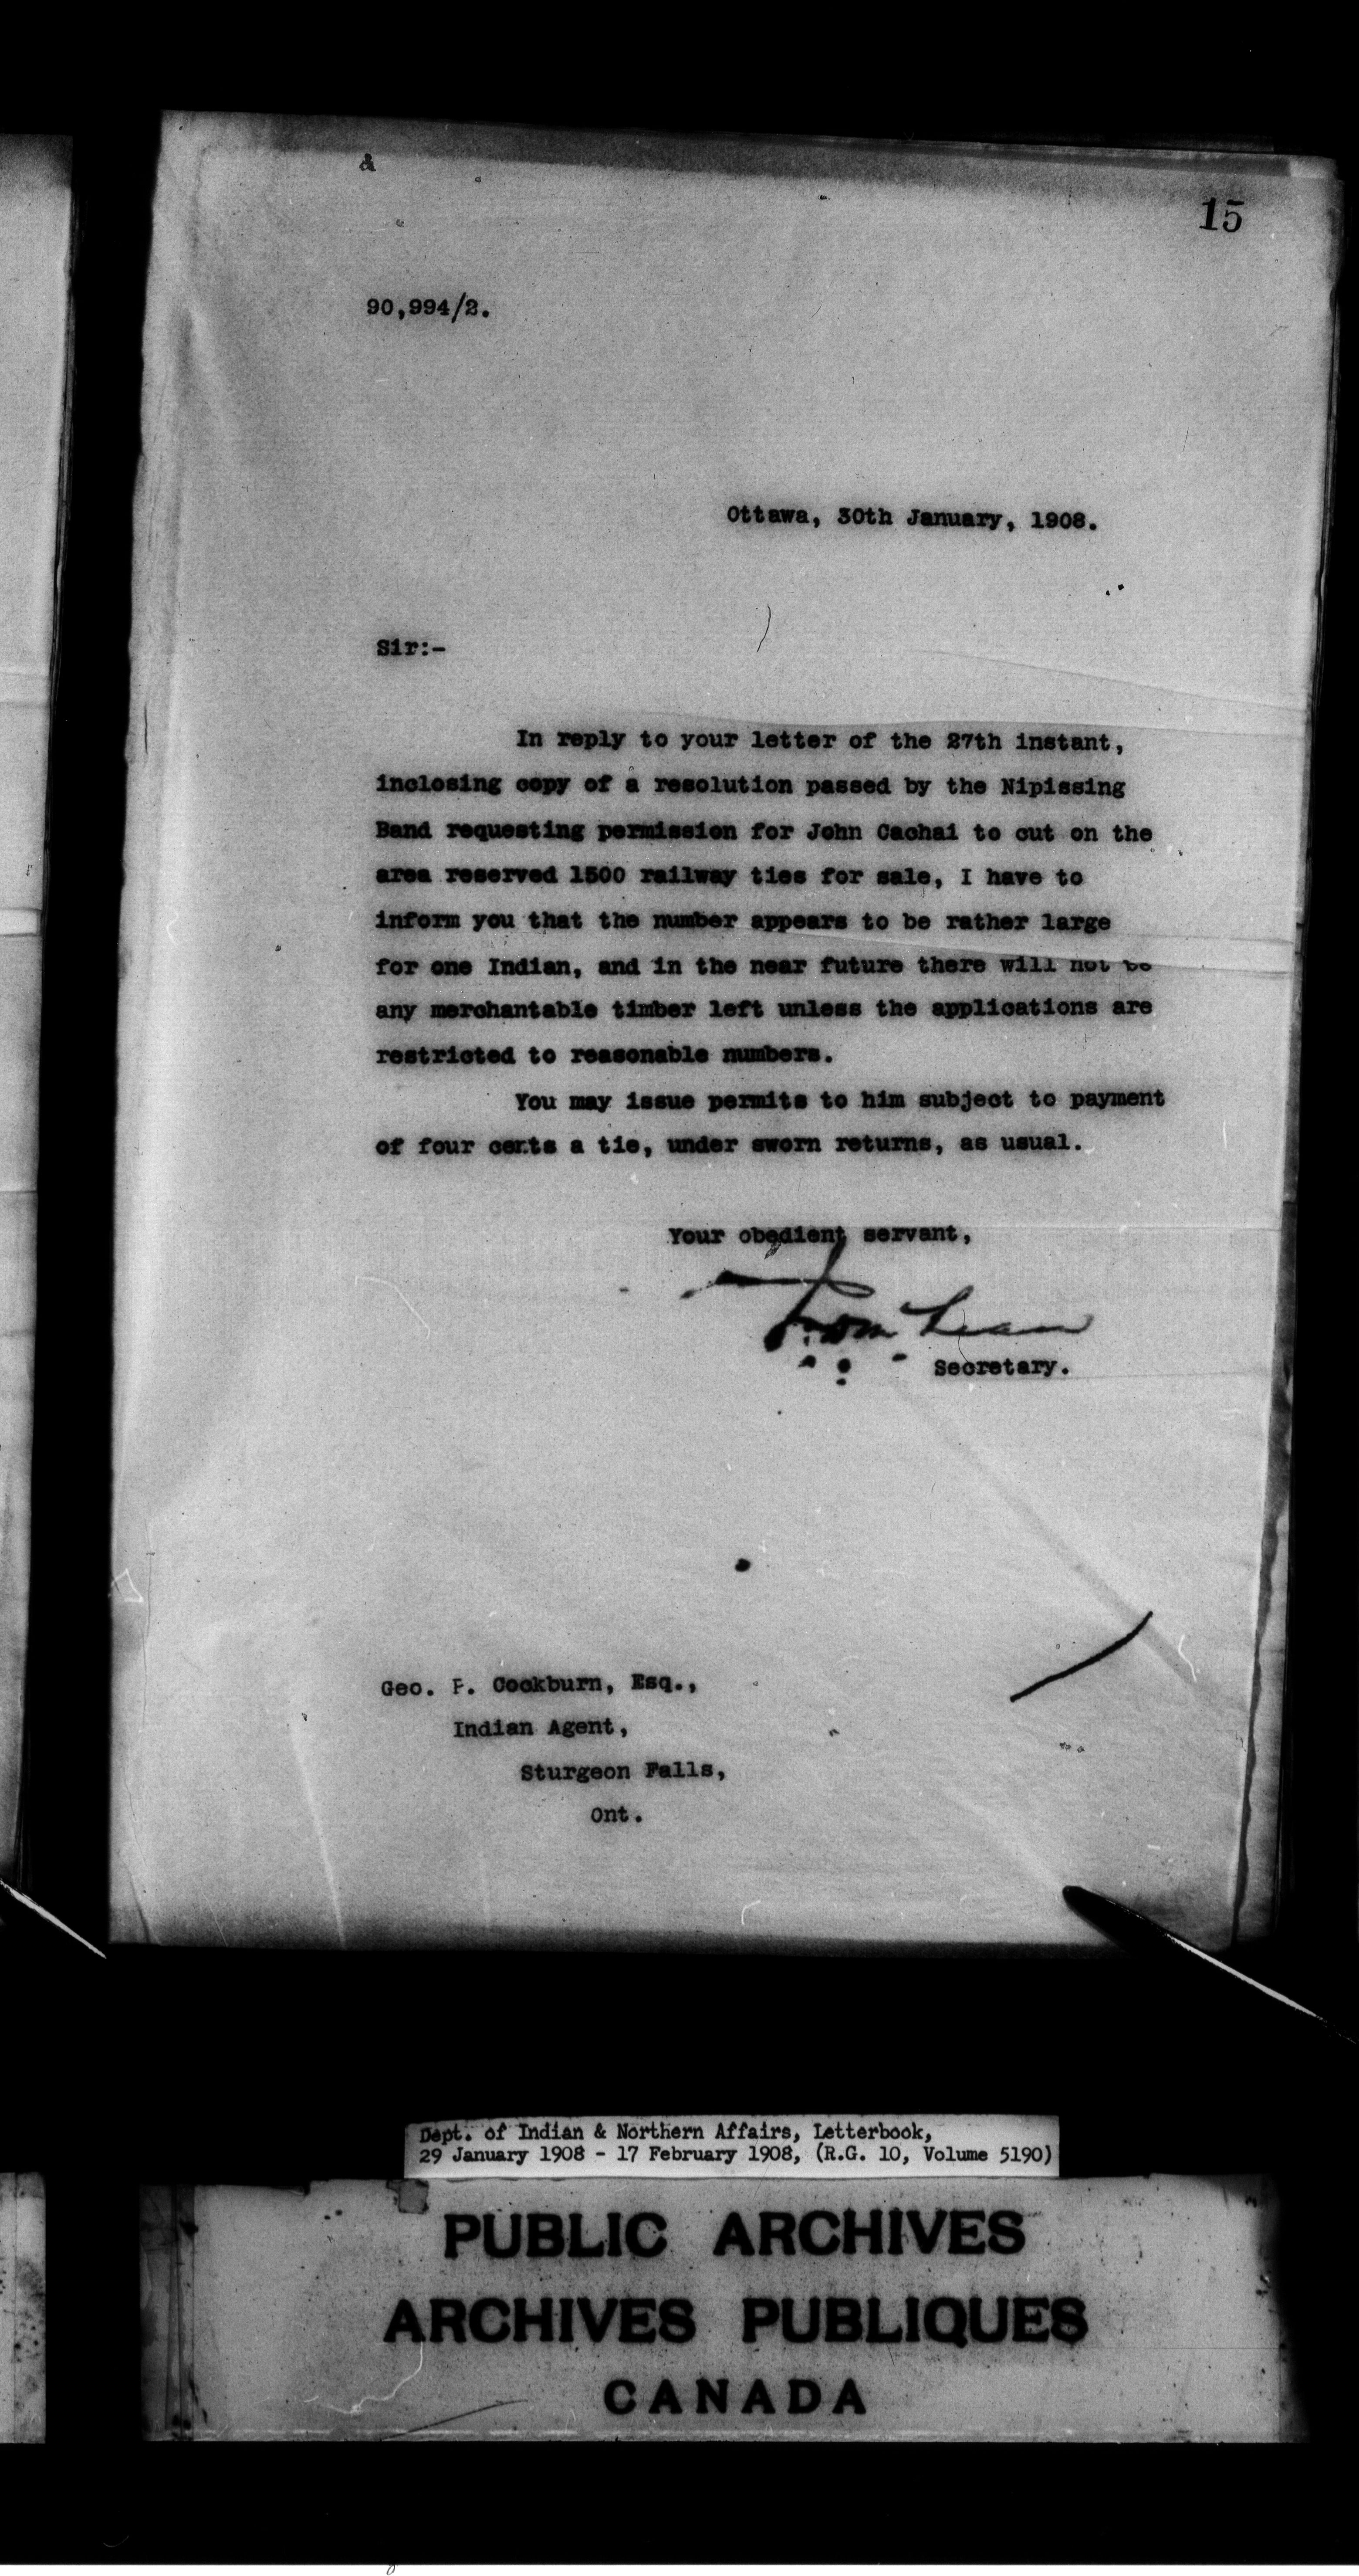 &
15
90,994/2.
Ottawa, 30th January, 1908.
Sir:-
In reply to your letter of the 27th instant,
inclosing copy of a resolution passed by the Nipissing
Band requesting permission for John Cachai to cut on the
area reserved 1500 railway ties for sale, I have to
inform you that the number appears to be rather large
for one Indian, and in the near future there will not be
any merchantable timber left unless the applications are
restricted to reasonable numbers.
You may issue permits to him subject to payment
of four cents a tie, under sworn returns, as usual.
Your obedient servant,
Secretary.
Geo. P. Cockburn, Esq.,
Indian Agent,
Sturgeon Falls,
Ont.
Dept. of Indian & Northern Affairs, Letterbook,
29 January 1908 - 17 February 1908, (R.G. 10, Volume 5190)
PUBLIC ARCHIVES
ARCHIVES PUBLIQUES
CANADA